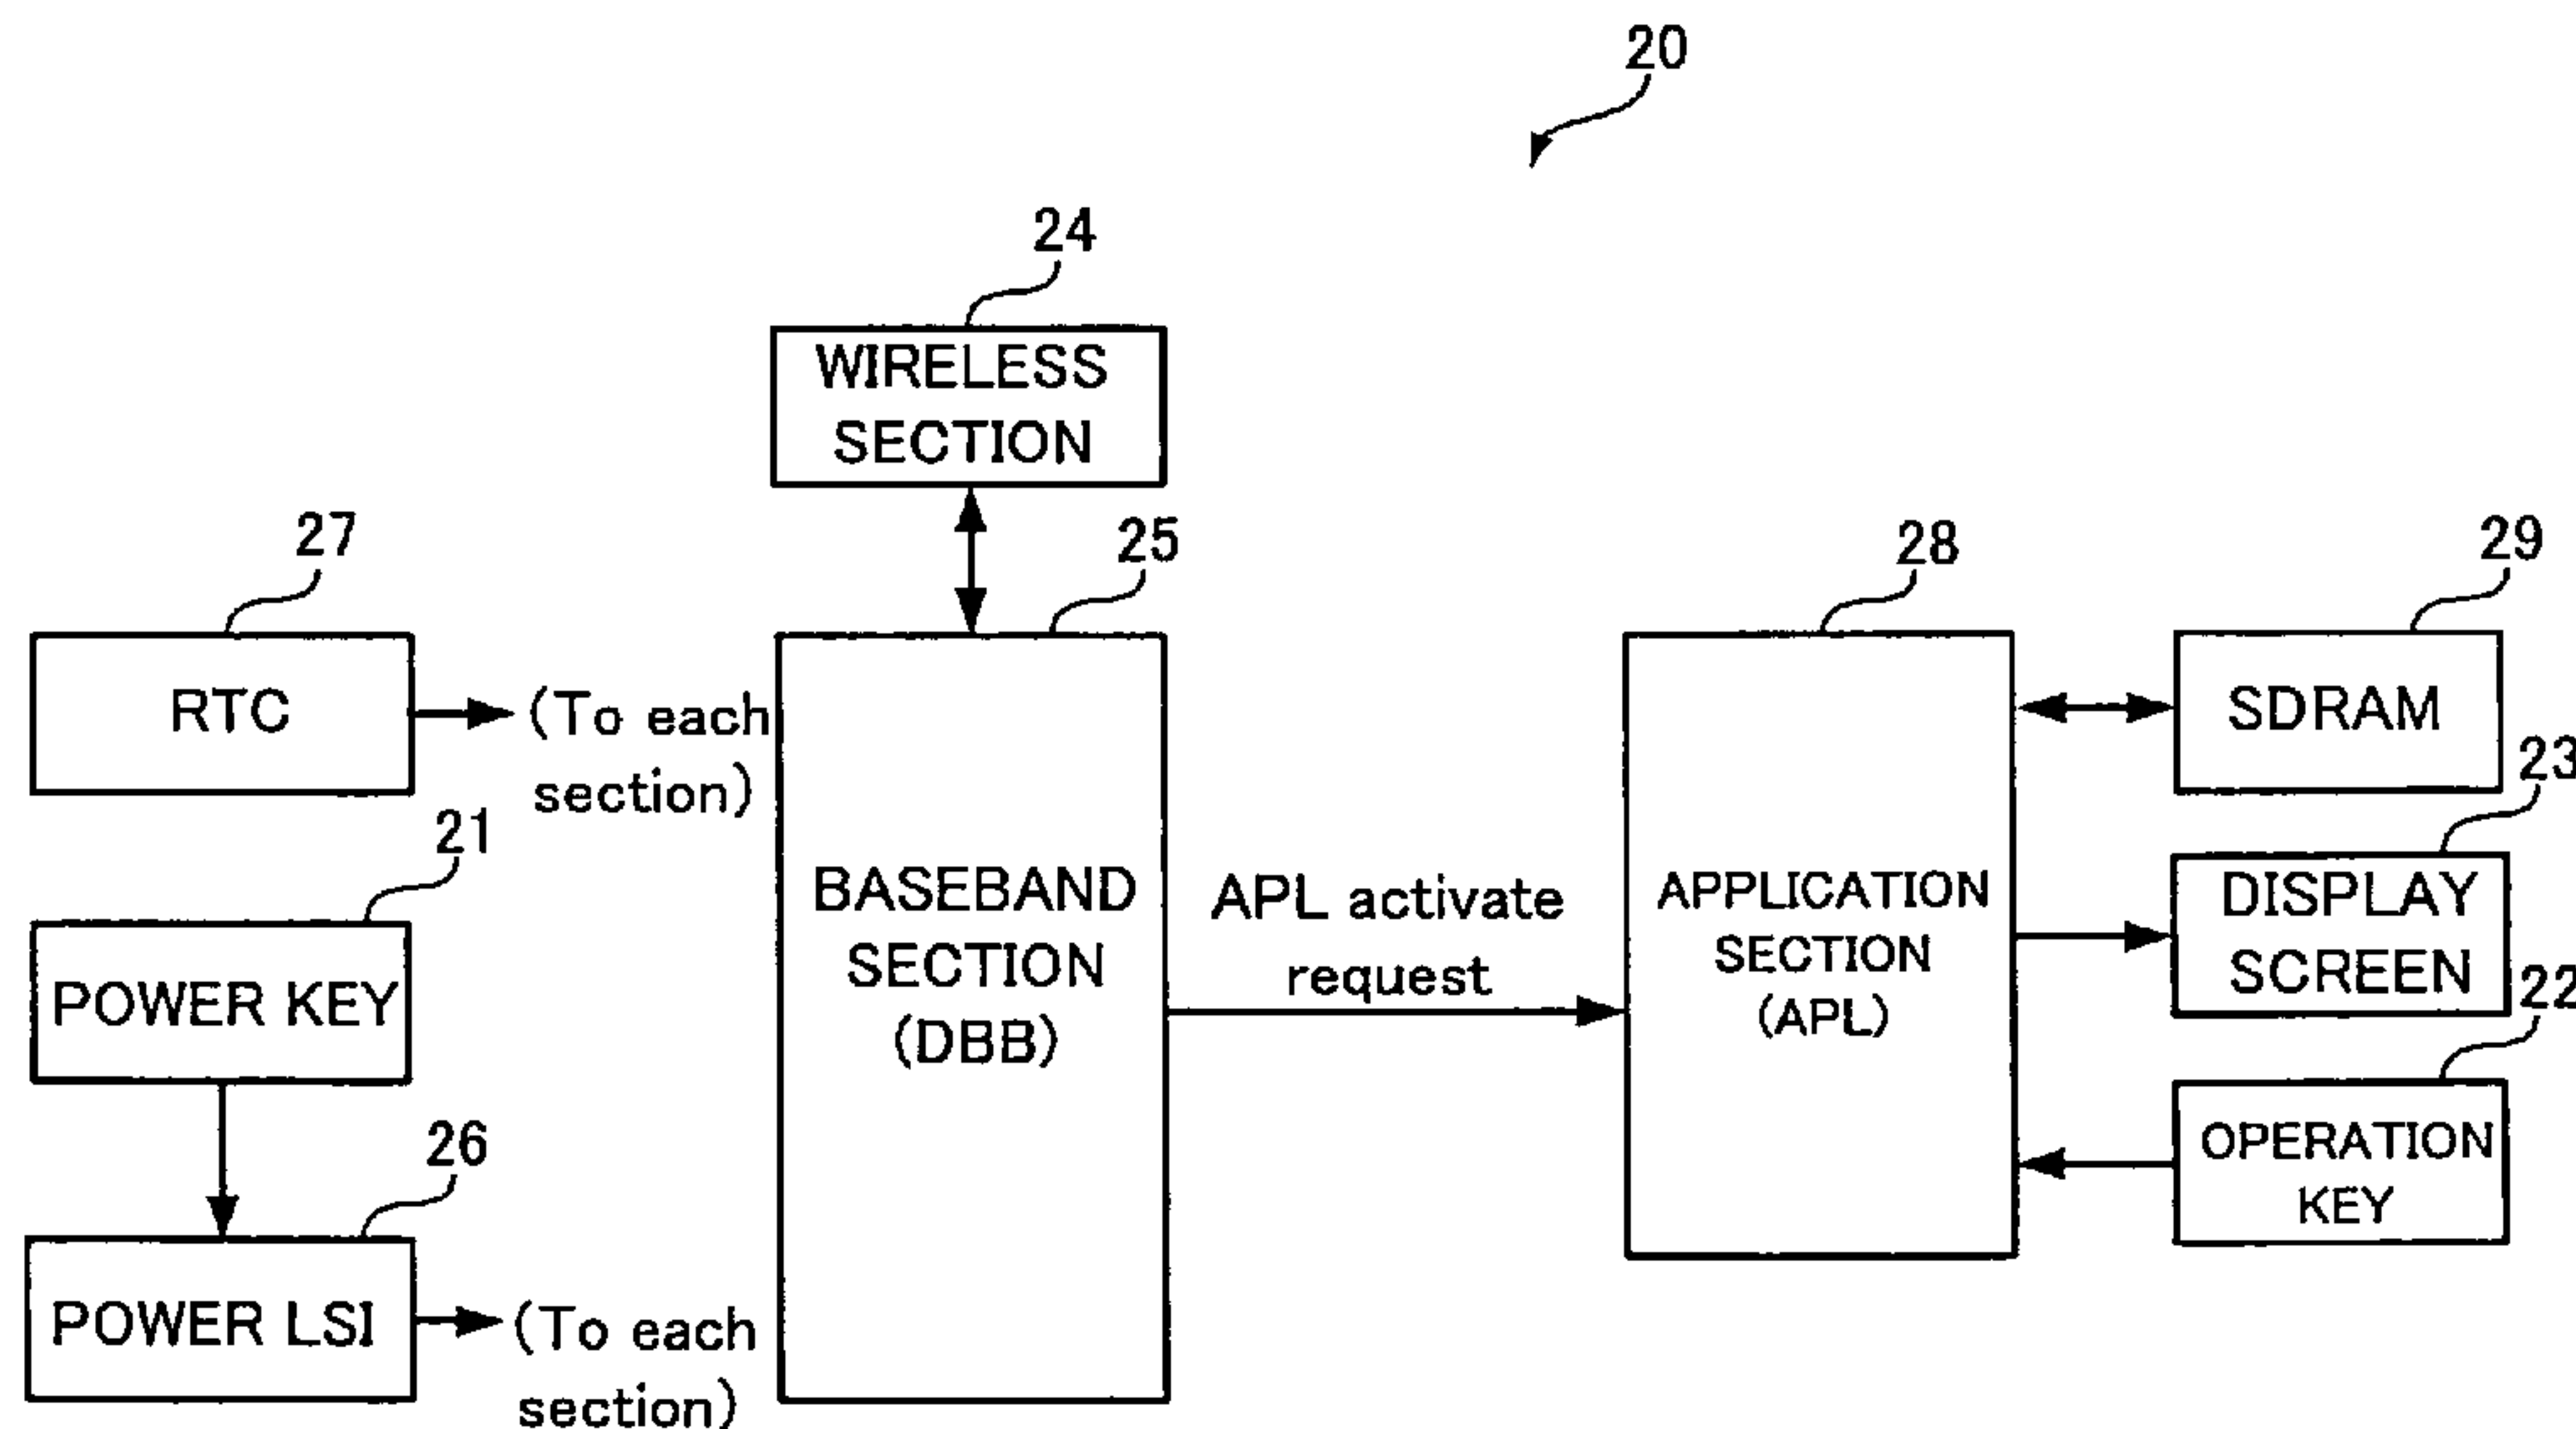 20
24
WIRELESS
SECTION
27
25
28
29
RTC
(To each
section)
SDRAM
23
21
BASEBAND
SECTION
(DBB)
APL activate
request
APPLICATION
SECTION
(APL)
DISPLAY
SCREEN
22
POWER KEY
OPERATION
KEY
26
POWER LSI
(To each
section)